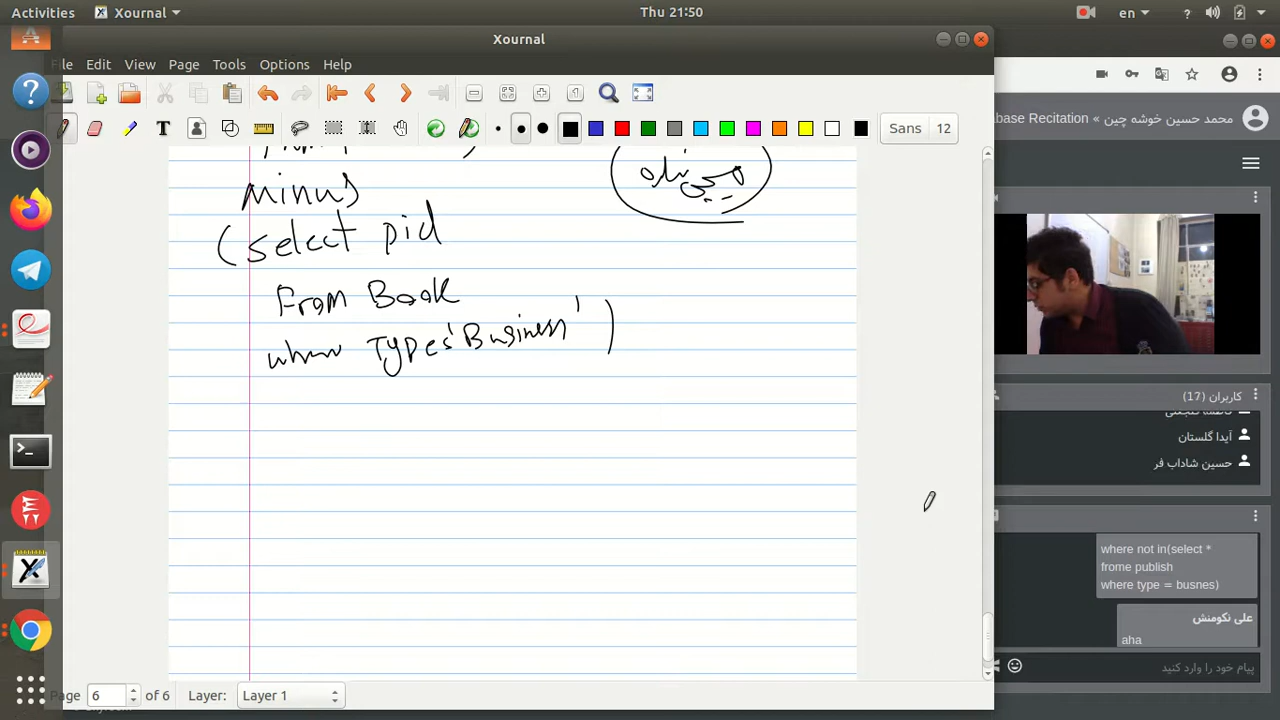 Activities Xournal Thu 21:50 en
Xournal
File Edit View Page Tools Options Help
Sans 12
minus
(select pid
From Book
where Type='Business')
Page 6 of 6 Layer: Layer 1
abase Recitation « محمد حسین خوشه چین
کاربران (17)
آیدا گلستان
حسین شاداب فر
where not in(select *
frome publish
where type = busnes)
علی نکومنش
aha
پیام خود را وارد کنید